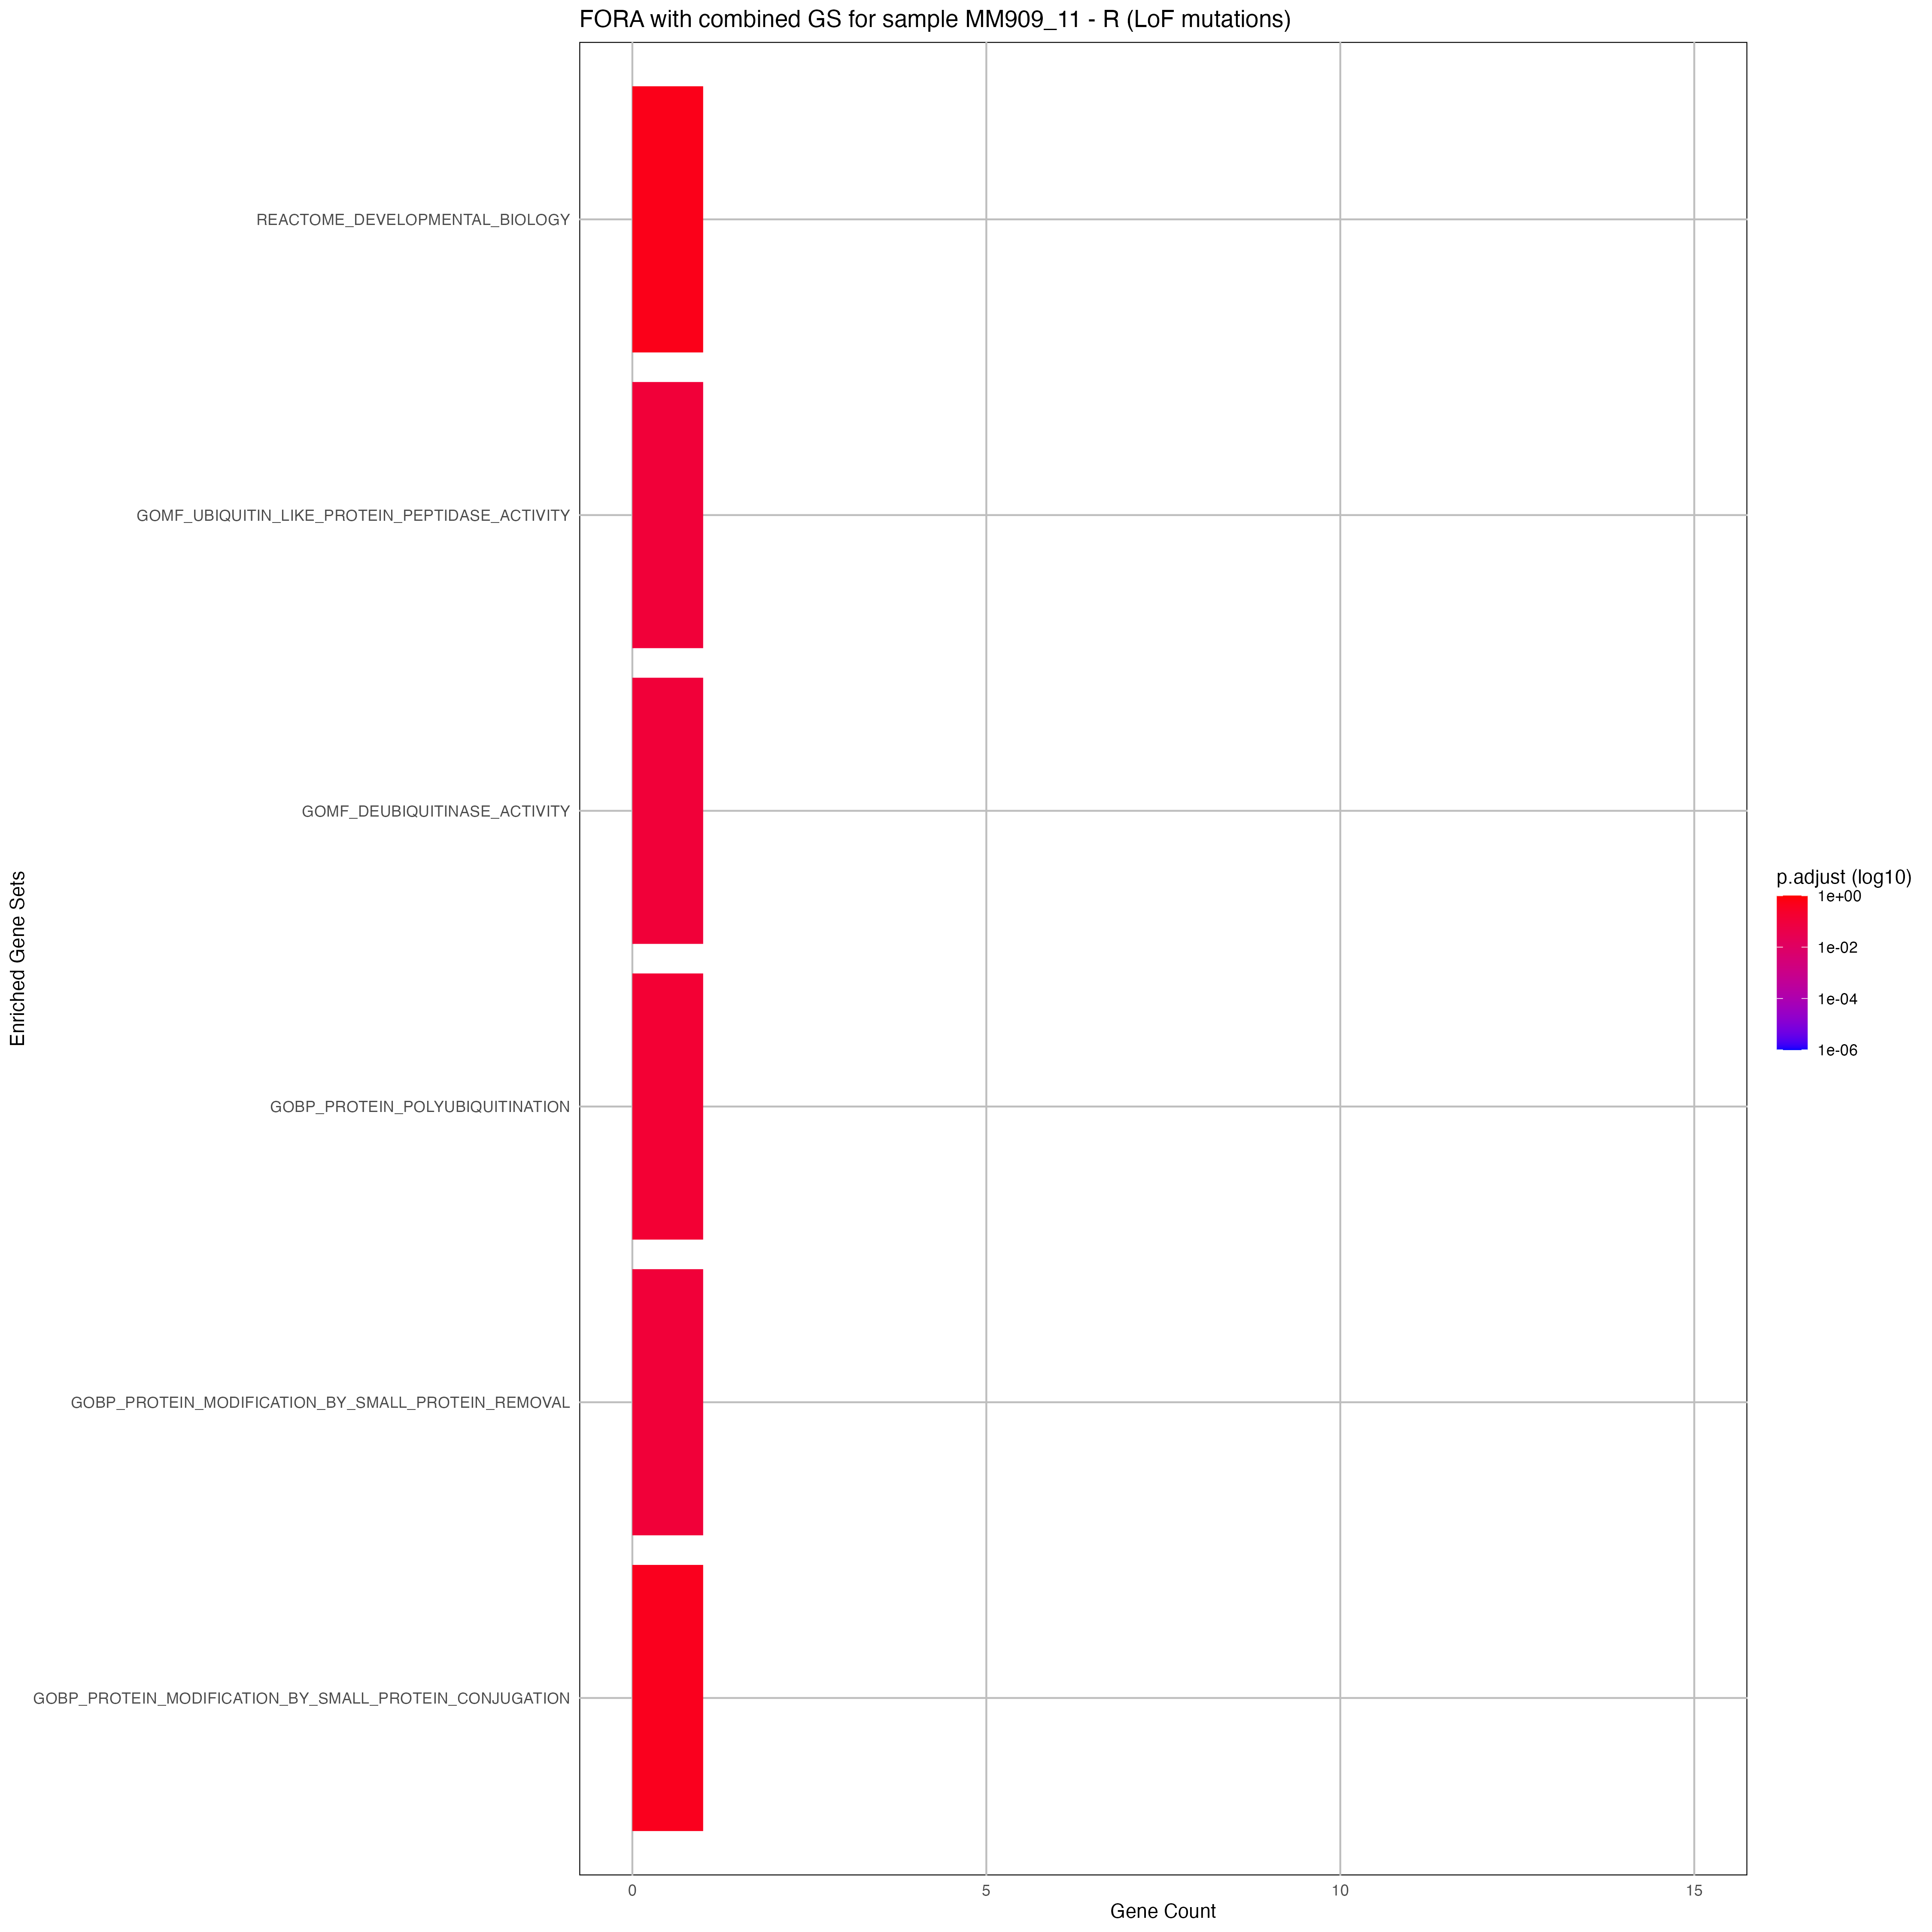 FORA with combined GS for sample MM909_11 - R (LoF mutations)
REACTOME_DEVELOPMENTAL_BIOLOGY
GOMF_UBIQUITIN_LIKE_PROTEIN_PEPTIDASE_ACTIVITY
GOMF_DEUBIQUITINASE_ACTIVITY
GOBP_PROTEIN_POLYUBIQUITINATION
GOBP_PROTEIN_MODIFICATION_BY_SMALL_PROTEIN_REMOVAL
GOBP_PROTEIN_MODIFICATION_BY_SMALL_PROTEIN_CONJUGATION
Enriched Gene Sets
0 5 10 15
Gene Count
p.adjust (log10)
1e+00
1e-02
1e-04
1e-06